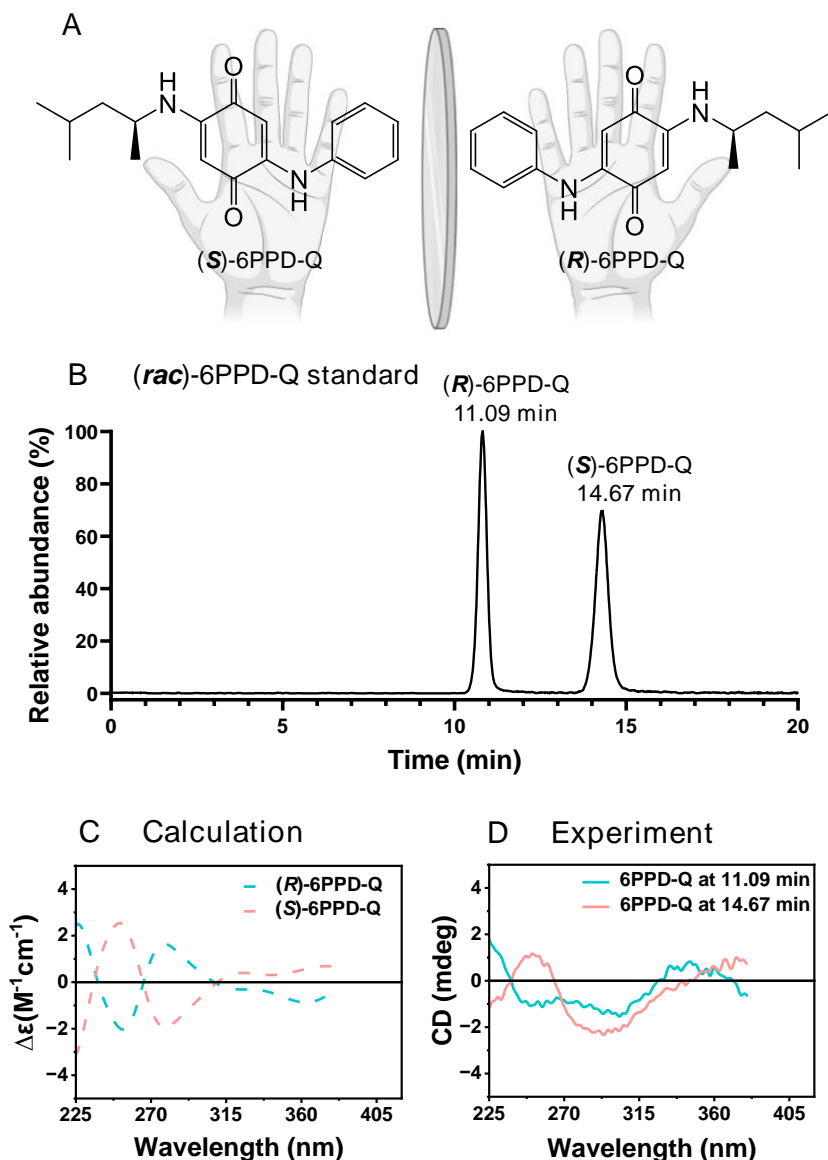 A
H
N
O
O
N
H
(S)-6PPD-Q
O
H
N
N
H
O
(R)-6PPD-Q
B (rac)-6PPD-Q standard
(R)-6PPD-Q
11.09 min
(S)-6PPD-Q
14.67 min
Relative abundance (%)
100
80
60
40
20
0
0 5 10 15 20
Time (min)
C Calculation
(R)-6PPD-Q
(S)-6PPD-Q
Δε(M⁻¹cm⁻¹)
4
2
0
−2
−4
225 270 315 360 405
Wavelength (nm)
D Experiment
6PPD-Q at 11.09 min
6PPD-Q at 14.67 min
CD (mdeg)
4
2
0
−2
−4
225 270 315 360 405
Wavelength (nm)